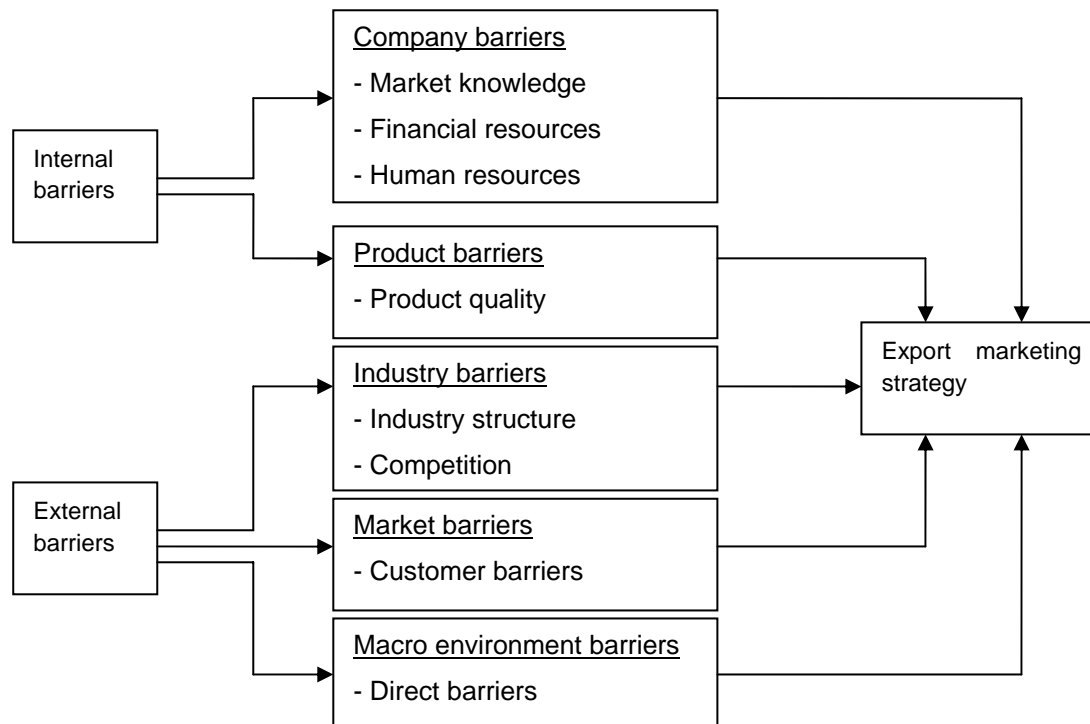 Internal
barriers
External
barriers
Company barriers
- Market knowledge
- Financial resources
- Human resources
Product barriers
- Product quality
Industry barriers
- Industry structure
- Competition
Market barriers
- Customer barriers
Macro environment barriers
- Direct barriers
Export marketing
strategy